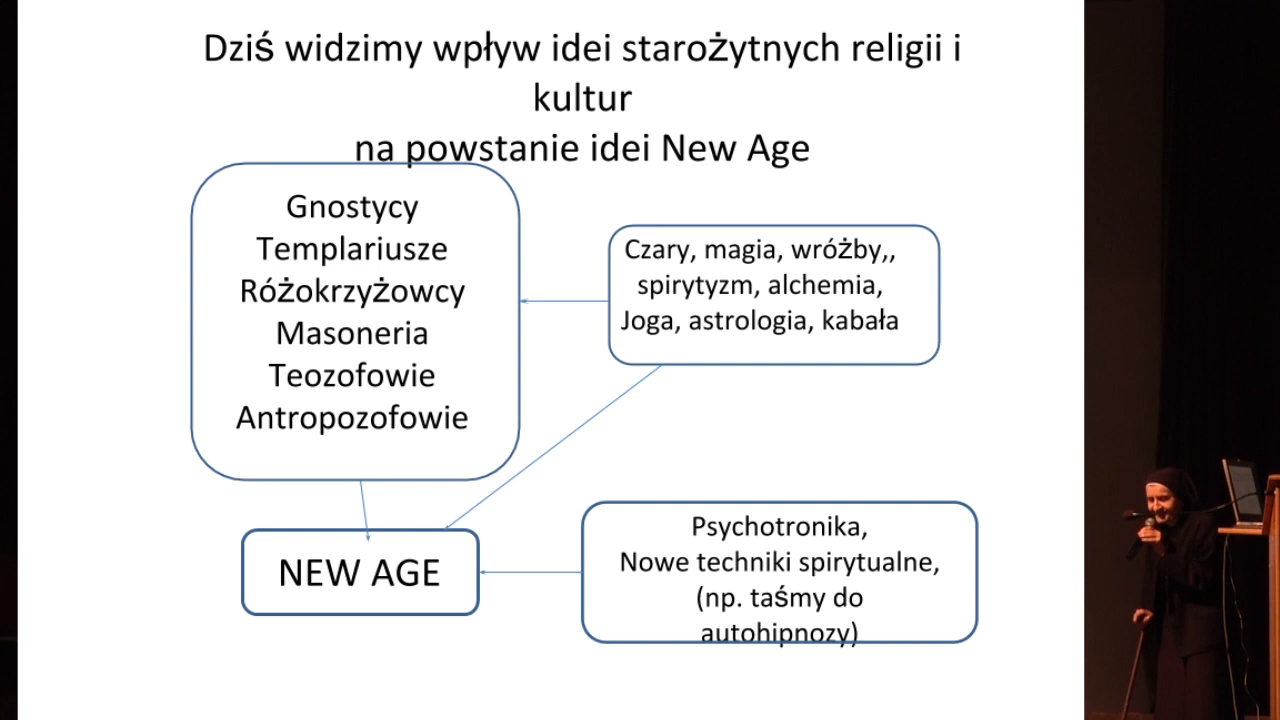 Dziś widzimy wpływ idei starożytnych religii i
kultur
na powstanie idei New Age
Gnostycy
Templariusze
Różokrzyżowcy
Masoneria
Teozofowie
Antropozofowie
Czary, magia, wróżby,,
spirytyzm, alchemia,
Joga, astrologia, kabała
NEW AGE
Psychotronika,
Nowe techniki spirytualne,
(np. taśmy do
autohipnozy)